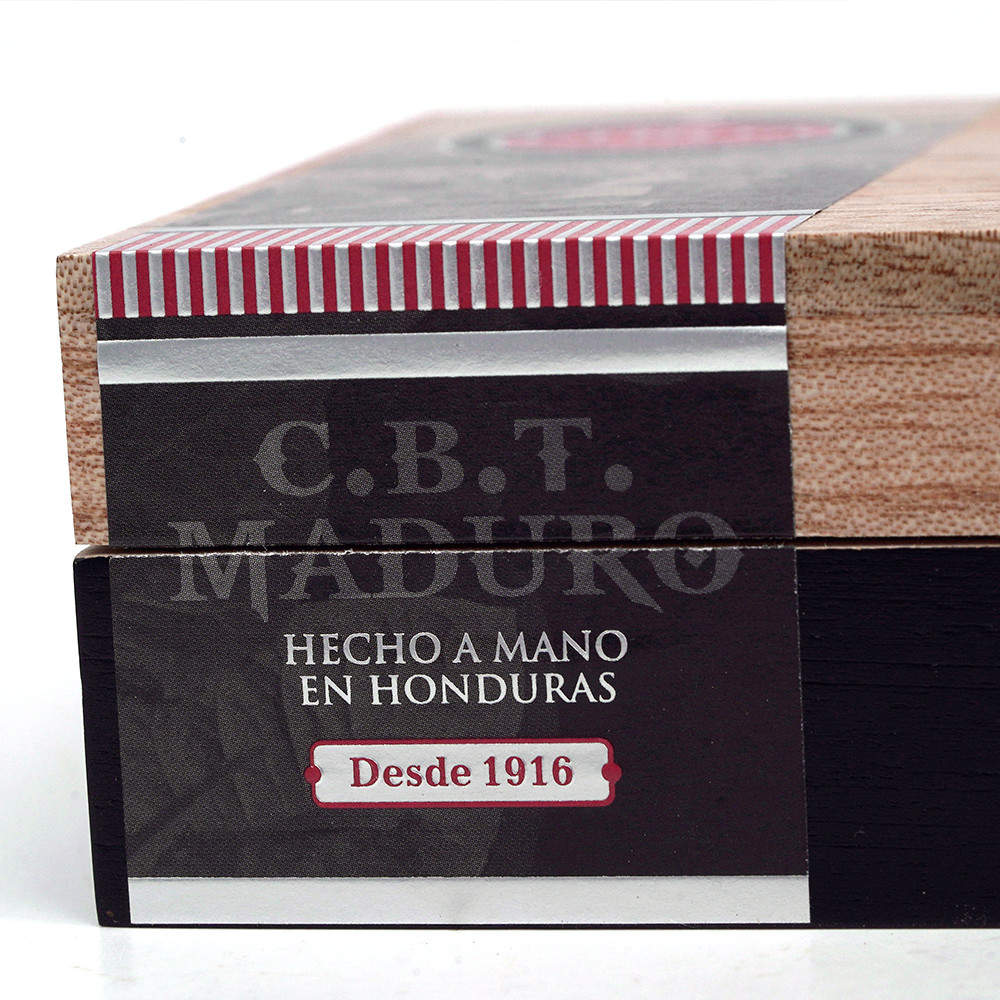 C.B.T.
MADURO
HECHO A MANO
EN HONDURAS
Desde 1916